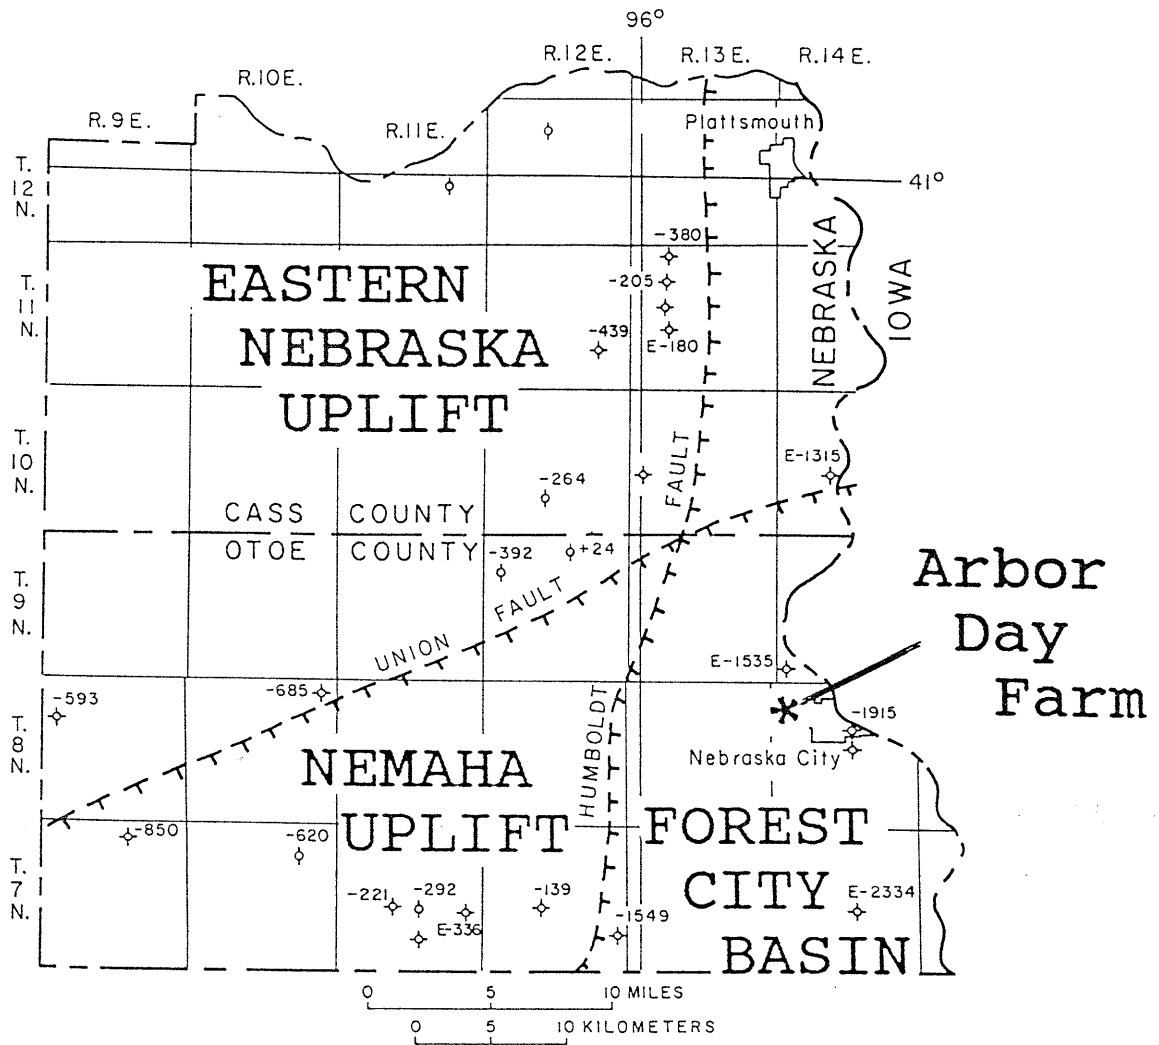 96°
R.12E.
R.13E.
R.14E.
R.10E.
R.9E.
R.11E.
Plattsmouth
T.
12
N.
41°
-380
NEBRASKA
IOWA
EASTERN
NEBRASKA
UPLIFT
T.
11
N.
-205
-439
E-180
T.
10
N.
FAULT
E-1315
-264
CASS COUNTY
OTOE COUNTY
-392
+24
Arbor
Day
Farm
T.
9
N.
UNION FAULT
E-1535
-593
-685
T.
8
N.
HUMBOLDT
-1915
Nebraska City
NEMAHA
UPLIFT
-850
-620
FOREST
CITY
BASIN
T.
7
N.
-221
-292
-139
E-2334
E-336
-1549
0 5 10 MILES
0 5 10 KILOMETERS